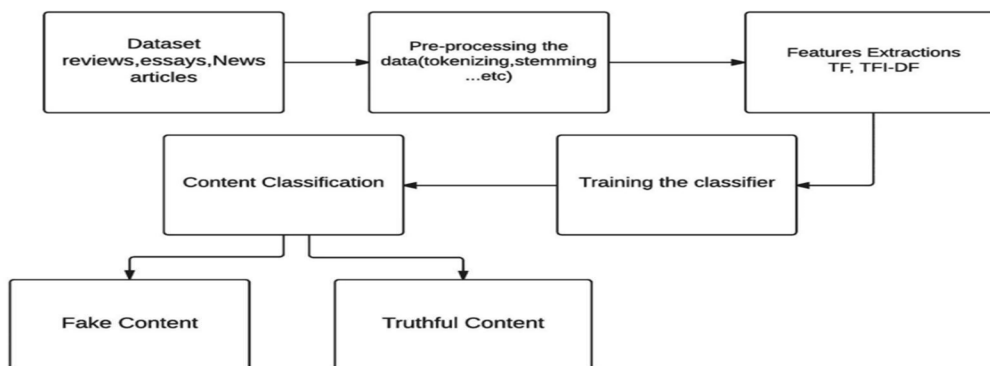 Dataset
reviews,essays,News
articles
Pre-processing the
data(tokenizing,stemming
...etc)
Features Extractions
TF, TFI-DF
Content Classification
Training the classifier
Fake Content
Truthful Content